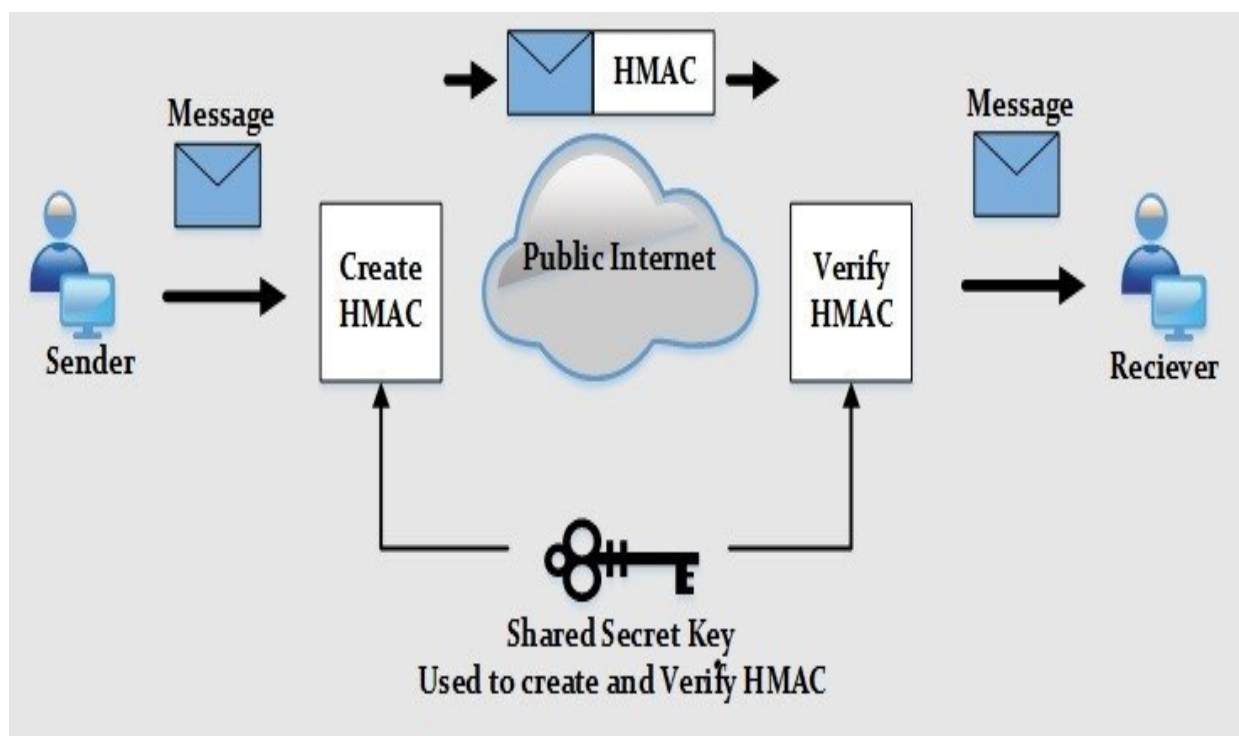 HMAC
Message
Message
Create
HMAC
Public Internet
Verify
HMAC
Sender
Reciever
Shared Secret Key
Used to create and Verify HMAC